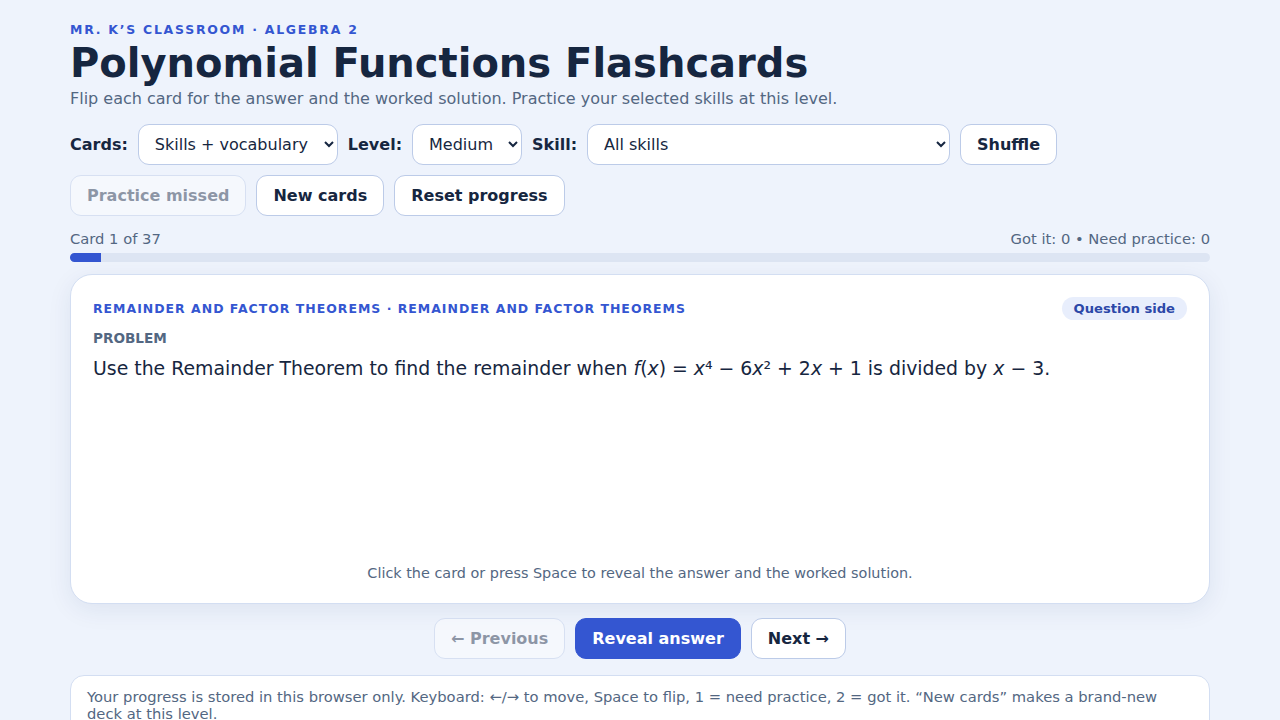 MR. K’S CLASSROOM · ALGEBRA 2
Polynomial Functions Flashcards
Flip each card for the answer and the worked solution. Practice your selected skills at this level.
Cards: Skills + vocabulary Level: Medium Skill: All skills Shuffle
Practice missed New cards Reset progress
Card 1 of 37 Got it: 0 • Need practice: 0
REMAINDER AND FACTOR THEOREMS · REMAINDER AND FACTOR THEOREMS Question side
PROBLEM
Use the Remainder Theorem to find the remainder when f(x) = x⁴ − 6x² + 2x + 1 is divided by x − 3.
Click the card or press Space to reveal the answer and the worked solution.
← Previous Reveal answer Next →
Your progress is stored in this browser only. Keyboard: ←/→ to move, Space to flip, 1 = need practice, 2 = got it. “New cards” makes a brand-new
deck at this level.